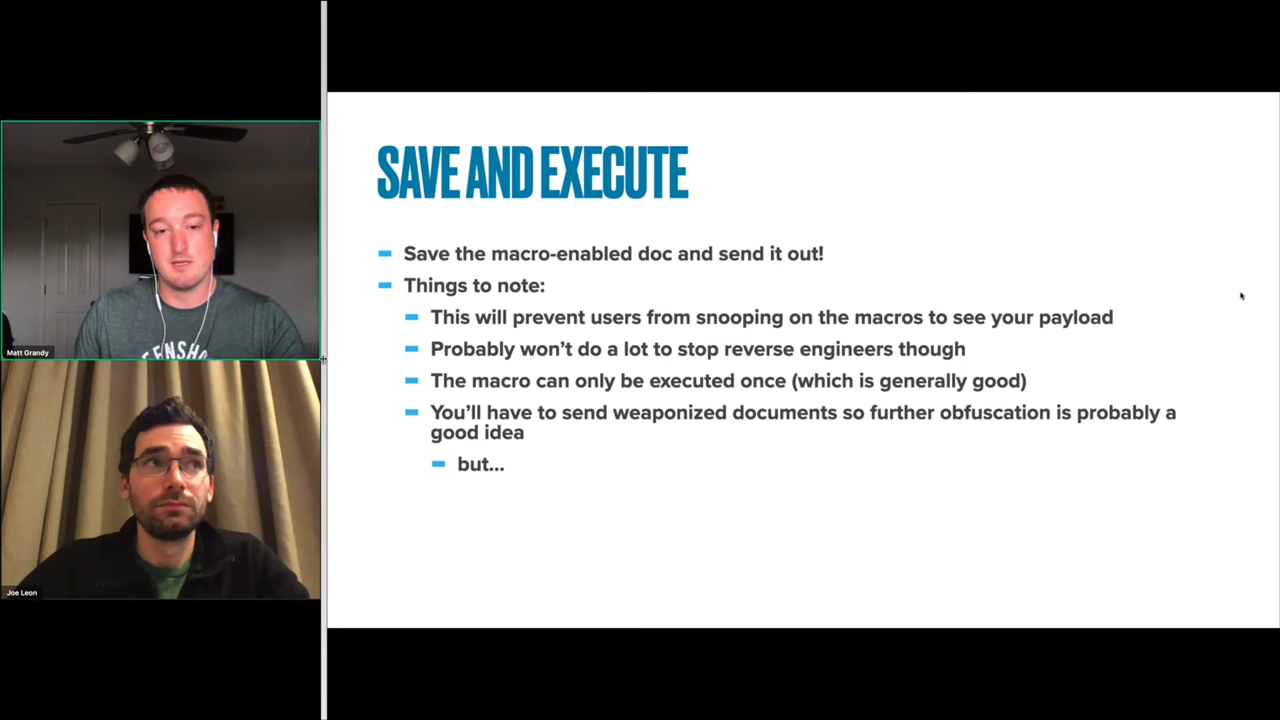 Matt Grandy
Joe Leon
SAVE AND EXECUTE
Save the macro-enabled doc and send it out!
Things to note:
This will prevent users from snooping on the macros to see your payload
Probably won't do a lot to stop reverse engineers though
The macro can only be executed once (which is generally good)
You'll have to send weaponized documents so further obfuscation is probably a
good idea
but...